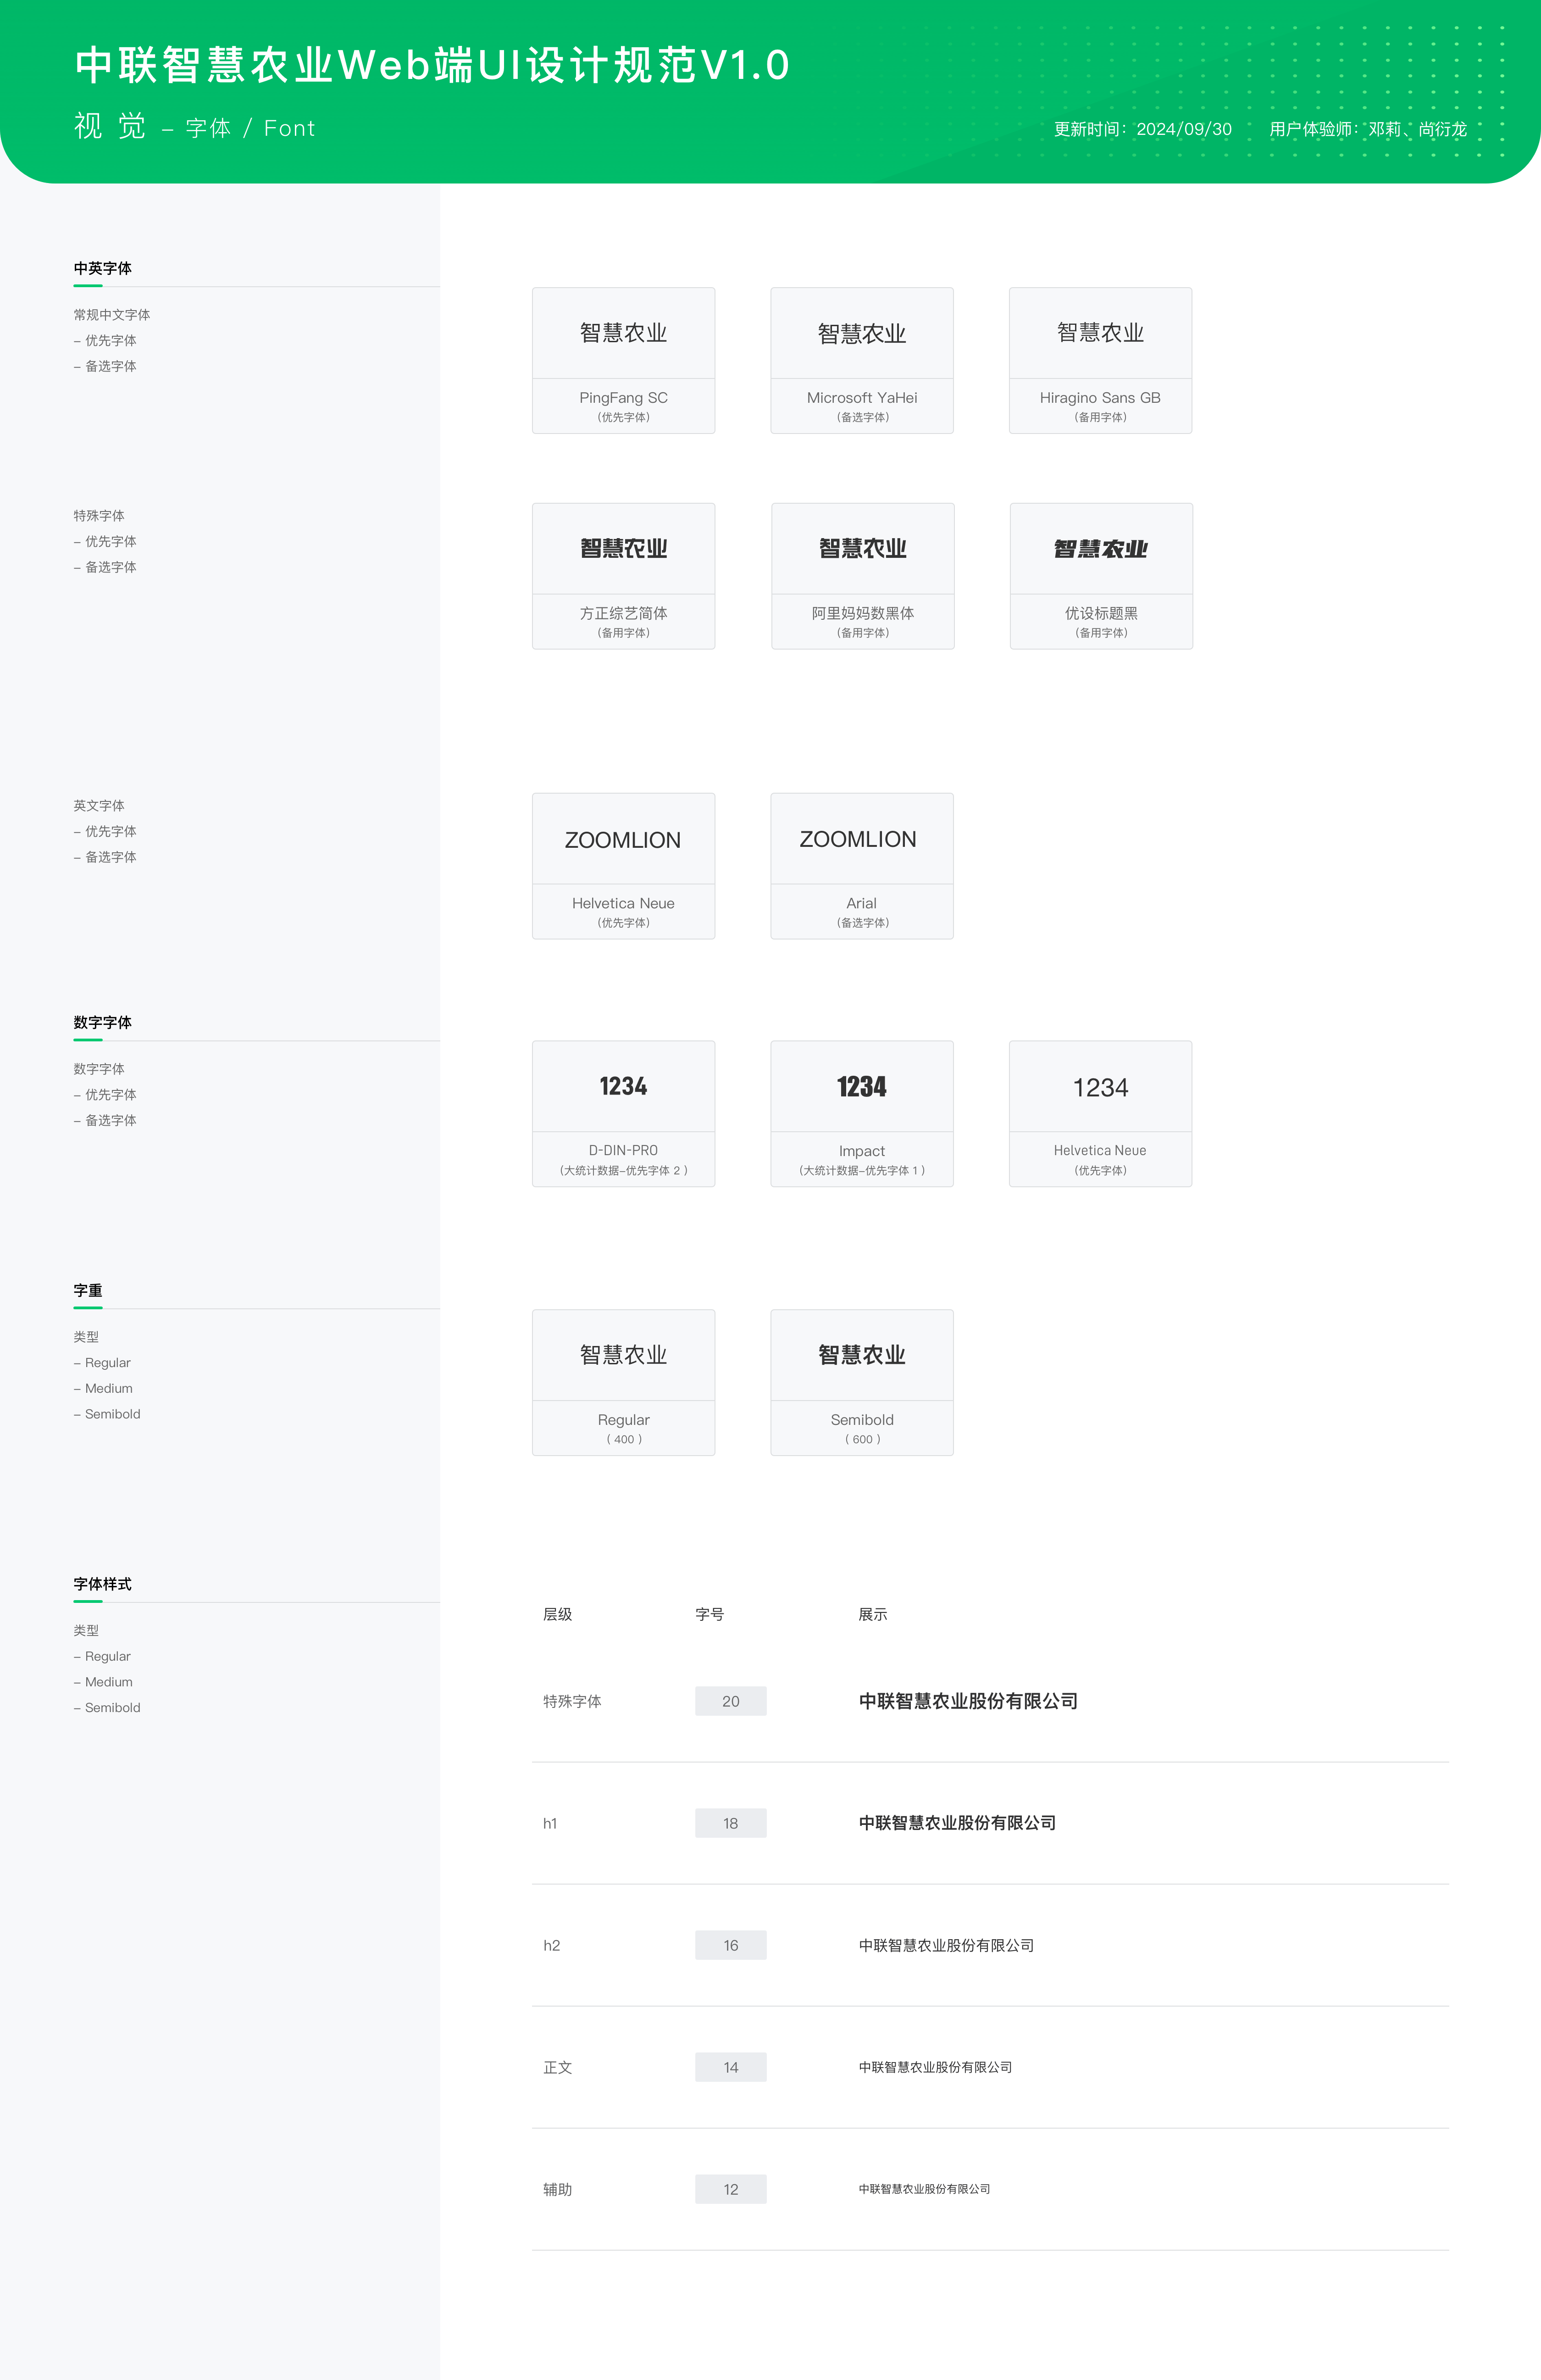 中联智慧农业Web端UI设计规范V1.0
视 觉 – 字体 / Font
更新时间：2024/09/30 用户体验师：邓莉、尚衍龙
中英字体
常规中文字体
– 优先字体
– 备选字体
智慧农业
PingFang SC
（优先字体）
智慧农业
Microsoft YaHei
（备选字体）
智慧农业
Hiragino Sans GB
（备用字体）
特殊字体
– 优先字体
– 备选字体
智慧农业
方正综艺简体
（备用字体）
智慧农业
阿里妈妈数黑体
（备用字体）
智慧农业
优设标题黑
（备用字体）
英文字体
– 优先字体
– 备选字体
ZOOMLION
Helvetica Neue
（优先字体）
ZOOMLION
Arial
（备选字体）
数字字体
数字字体
– 优先字体
– 备选字体
1234
D-DIN-PRO
（大统计数据–优先字体 2 ）
1234
Impact
（大统计数据–优先字体 1 ）
1234
Helvetica Neue
（优先字体）
字重
类型
– Regular
– Medium
– Semibold
智慧农业
Regular
（ 400 ）
智慧农业
Semibold
（ 600 ）
字体样式
类型
– Regular
– Medium
– Semibold
层级 字号 展示
特殊字体 20 中联智慧农业股份有限公司
h1 18 中联智慧农业股份有限公司
h2 16 中联智慧农业股份有限公司
正文 14 中联智慧农业股份有限公司
辅助 12 中联智慧农业股份有限公司